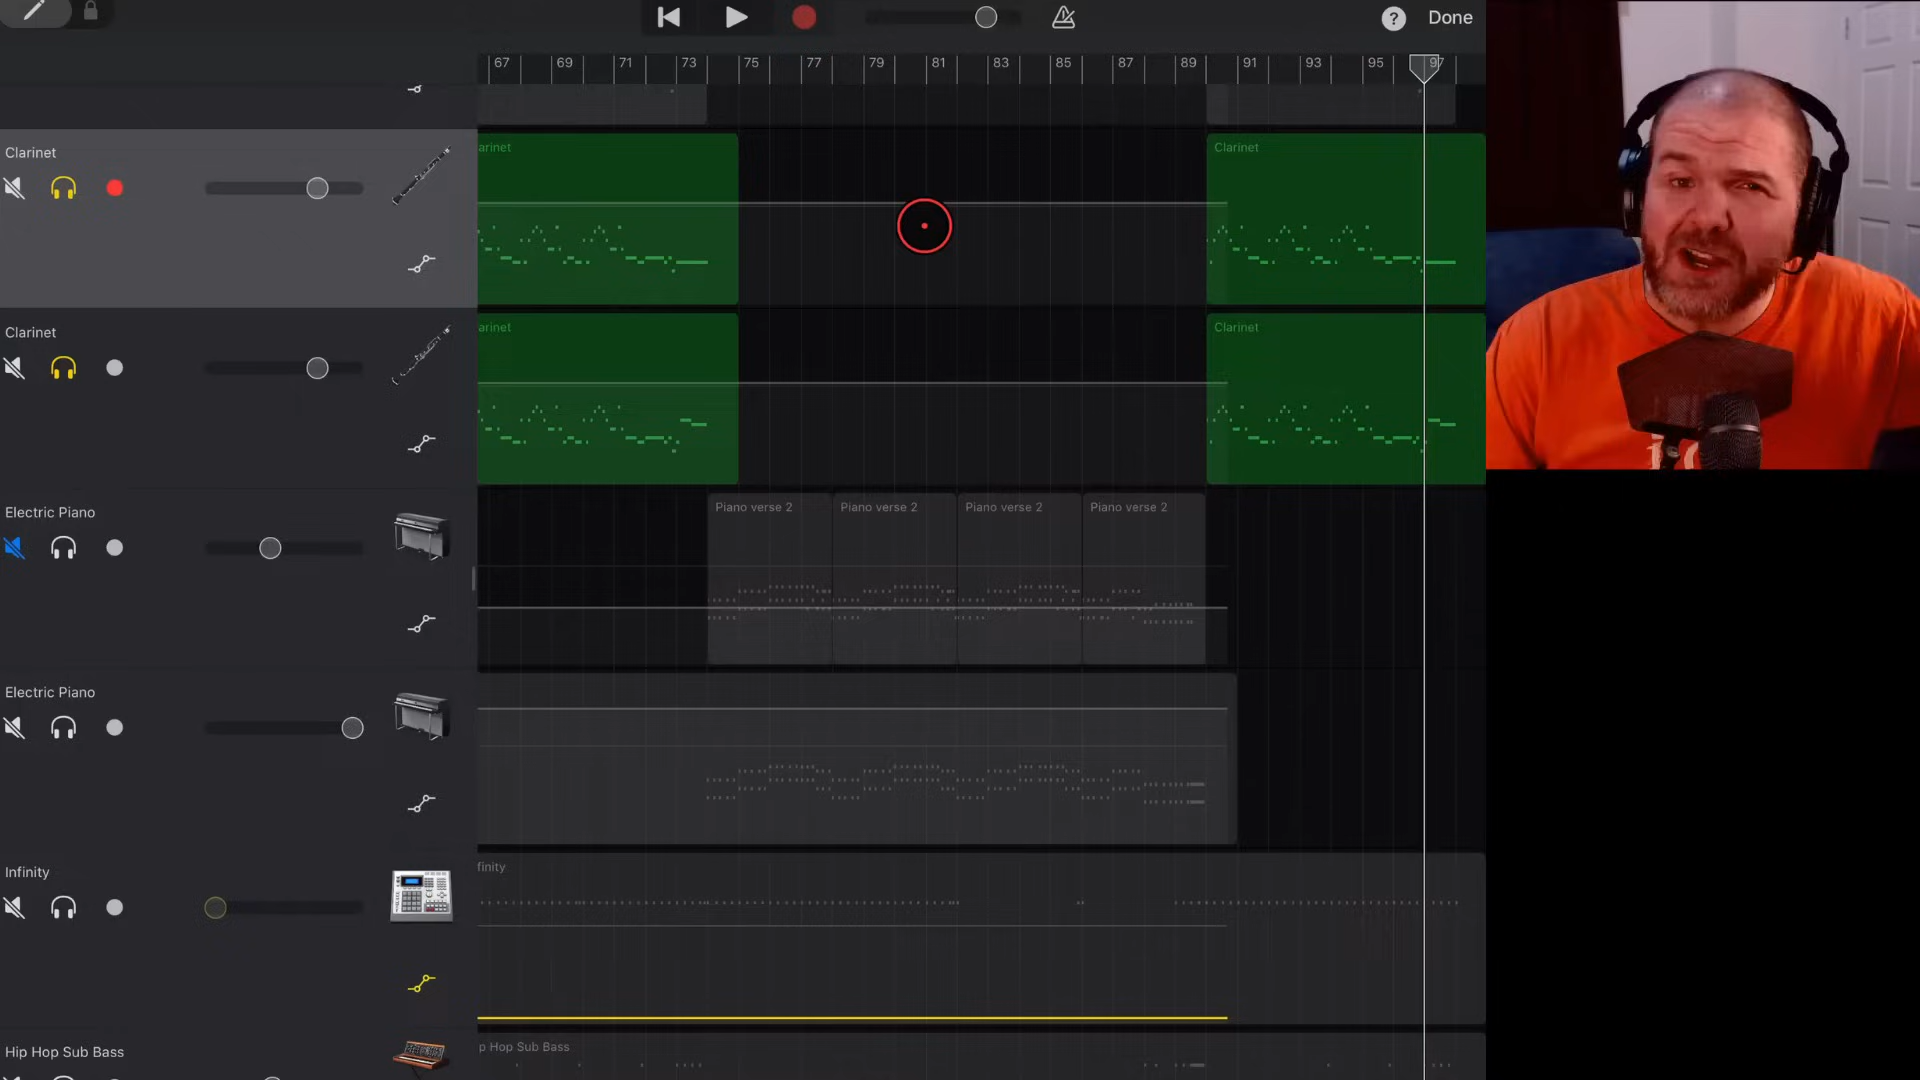 ? Done
67 69 71 73 75 77 79 81 83 85 87 89 91 93 95 97
Clarinet
arinet
Clarinet
Clarinet
arinet
Clarinet
Electric Piano
Piano verse 2
Piano verse 2
Piano verse 2
Piano verse 2
Electric Piano
Infinity
finity
Hip Hop Sub Bass
p Hop Sub Bass